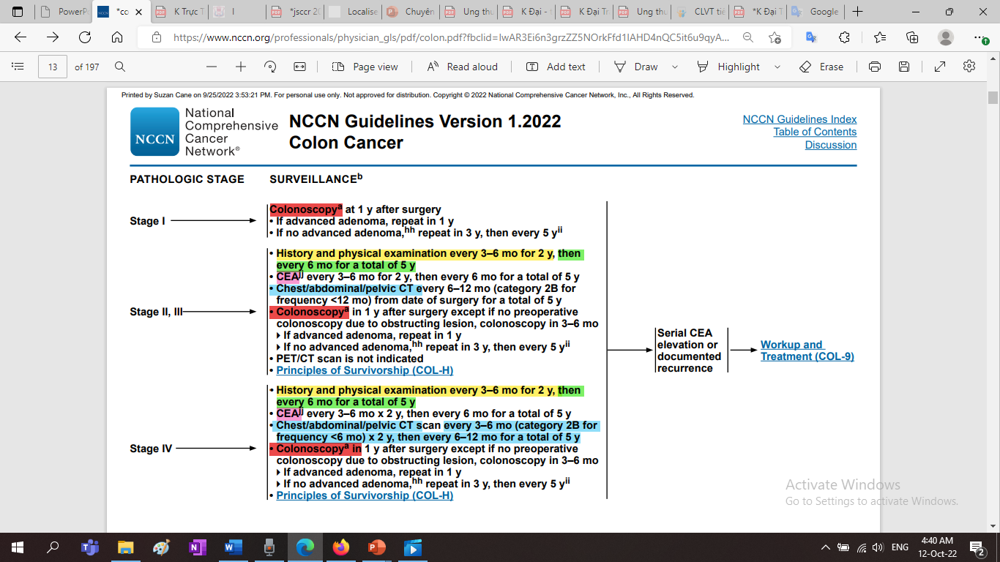 PowerP
*cc
K Trực T
I
*jsccr 20
Localise
Chuyên
Ung thu
K Đại -
K Đại Tr
Ung thu
CLVT tiê
*K Đại T
Google
https://www.nccn.org/professionals/physician_gls/pdf/colon.pdf?fbclid=IwAR3Ei6n3grzZZ5NOrkFfd1IAHD4nQC5it6u9qyA...
13 of 197
Page view
Read aloud
Add text
Draw
Highlight
Erase
Printed by Suzan Cane on 9/25/2022 3:53:21 PM. For personal use only. Not approved for distribution. Copyright © 2022 National Comprehensive Cancer Network, Inc., All Rights Reserved.
NCCN
National
Comprehensive
Cancer
Network®
NCCN Guidelines Version 1.2022
Colon Cancer
NCCN Guidelines Index
Table of Contents
Discussion
PATHOLOGIC STAGE
SURVEILLANCEb
Stage I
Colonoscopya at 1 y after surgery
• If advanced adenoma, repeat in 1 y
• If no advanced adenoma,hh repeat in 3 y, then every 5 yii
Stage II, III
• History and physical examination every 3–6 mo for 2 y, then
every 6 mo for a total of 5 y
• CEAjj every 3–6 mo for 2 y, then every 6 mo for a total of 5 y
• Chest/abdominal/pelvic CT every 6–12 mo (category 2B for
frequency <12 mo) from date of surgery for a total of 5 y
• Colonoscopya in 1 y after surgery except if no preoperative
colonoscopy due to obstructing lesion, colonoscopy in 3–6 mo
▸ If advanced adenoma, repeat in 1 y
▸ If no advanced adenoma,hh repeat in 3 y, then every 5 yii
• PET/CT scan is not indicated
• Principles of Survivorship (COL-H)
Stage IV
• History and physical examination every 3–6 mo for 2 y, then
every 6 mo for a total of 5 y
• CEAjj every 3–6 mo x 2 y, then every 6 mo for a total of 5 y
• Chest/abdominal/pelvic CT scan every 3–6 mo (category 2B for
frequency <6 mo) x 2 y, then every 6–12 mo for a total of 5 y
• Colonoscopya in 1 y after surgery except if no preoperative
colonoscopy due to obstructing lesion, colonoscopy in 3–6 mo
▸ If advanced adenoma, repeat in 1 y
▸ If no advanced adenoma,hh repeat in 3 y, then every 5 yii
• Principles of Survivorship (COL-H)
Serial CEA
elevation or
documented
recurrence
Workup and
Treatment (COL-9)
Activate Windows
Go to Settings to activate Windows.
ENG
4:40 AM
12-Oct-22
2